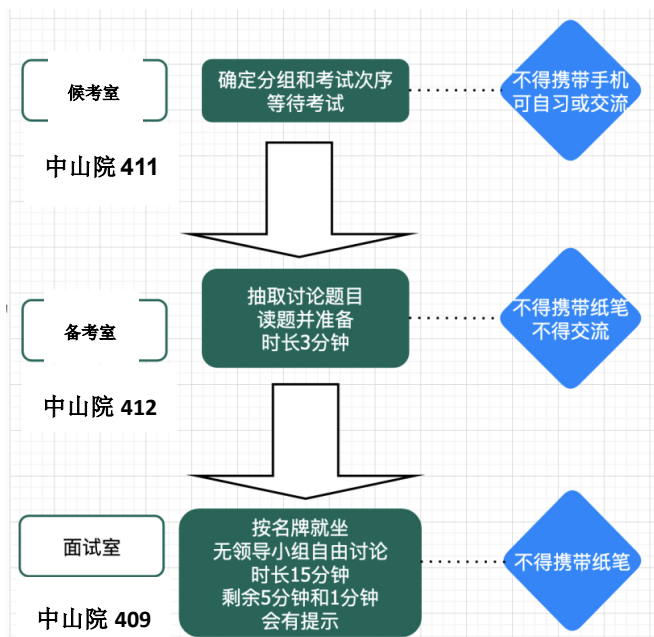 候考室
中山院 411
确定分组和考试次序
等待考试
不得携带手机
可自习或交流
备考室
中山院 412
抽取讨论题目
读题并准备
时长3分钟
不得携带纸笔
不得交流
面试室
中山院 409
按名牌就坐
无领导小组自由讨论
时长15分钟
剩余5分钟和1分钟
会有提示
不得携带纸笔